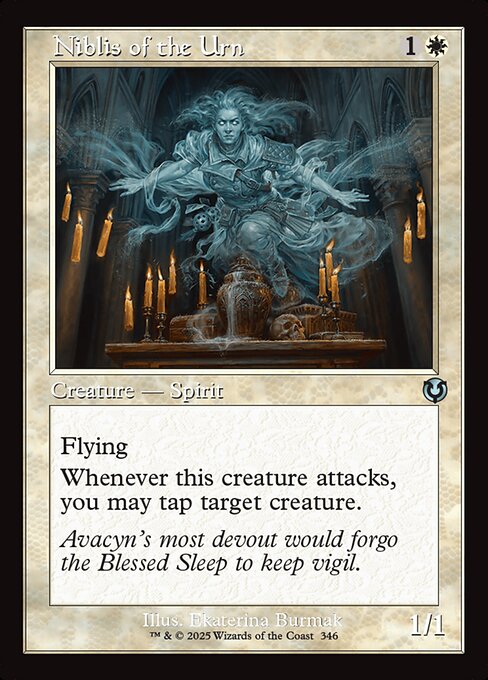 Niblis of the Urn 1
Creature — Spirit
Flying
Whenever this creature attacks,
you may tap target creature.
Avacyn's most devout would forgo
the Blessed Sleep to keep vigil.
Illus. Ekaterina Burmak
1/1
™ & © 2025 Wizards of the Coast 346